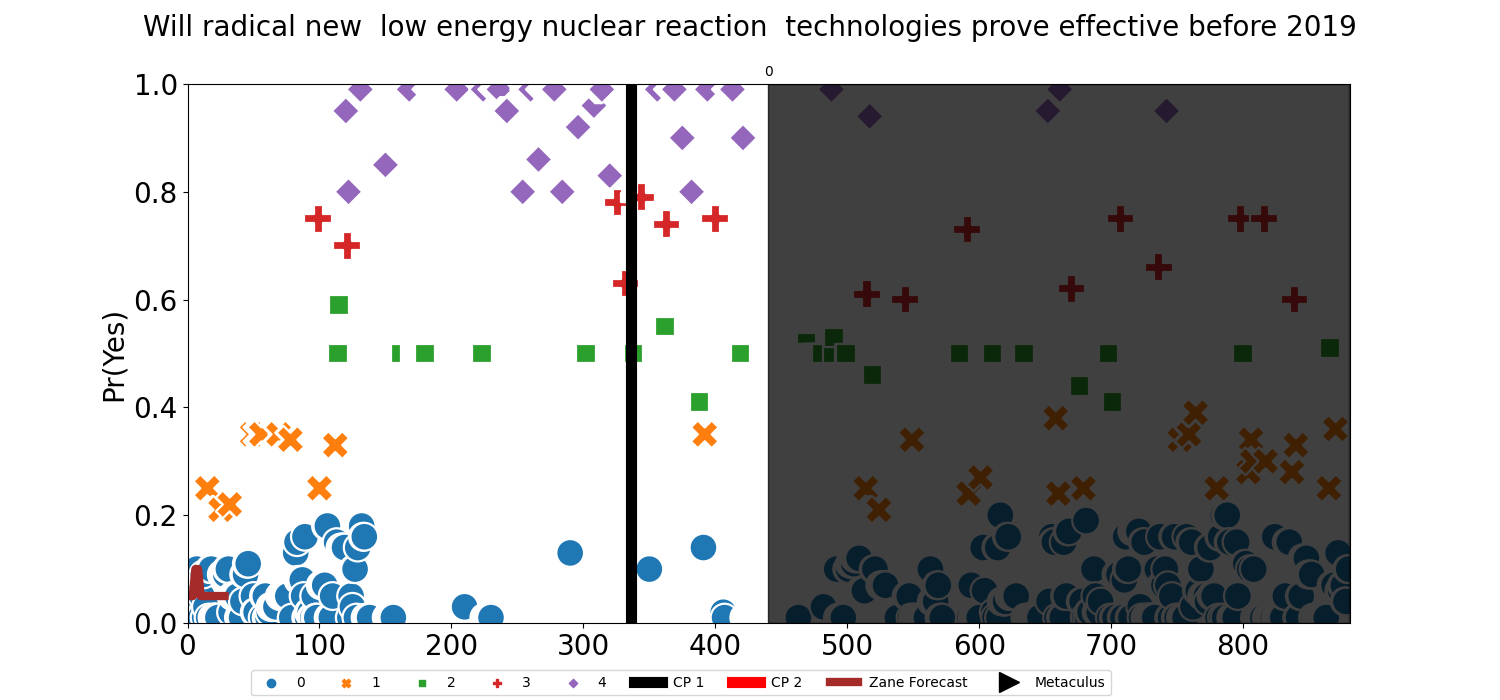 Will radical new  low energy nuclear reaction  technologies prove effective before 2019
0
1.0
0.8
0.6
0.4
0.2
0.0
Pr(Yes)
0 100 200 300 400 500 600 700 800
0 1 2 3 4 CP 1 CP 2 Zane Forecast Metaculus